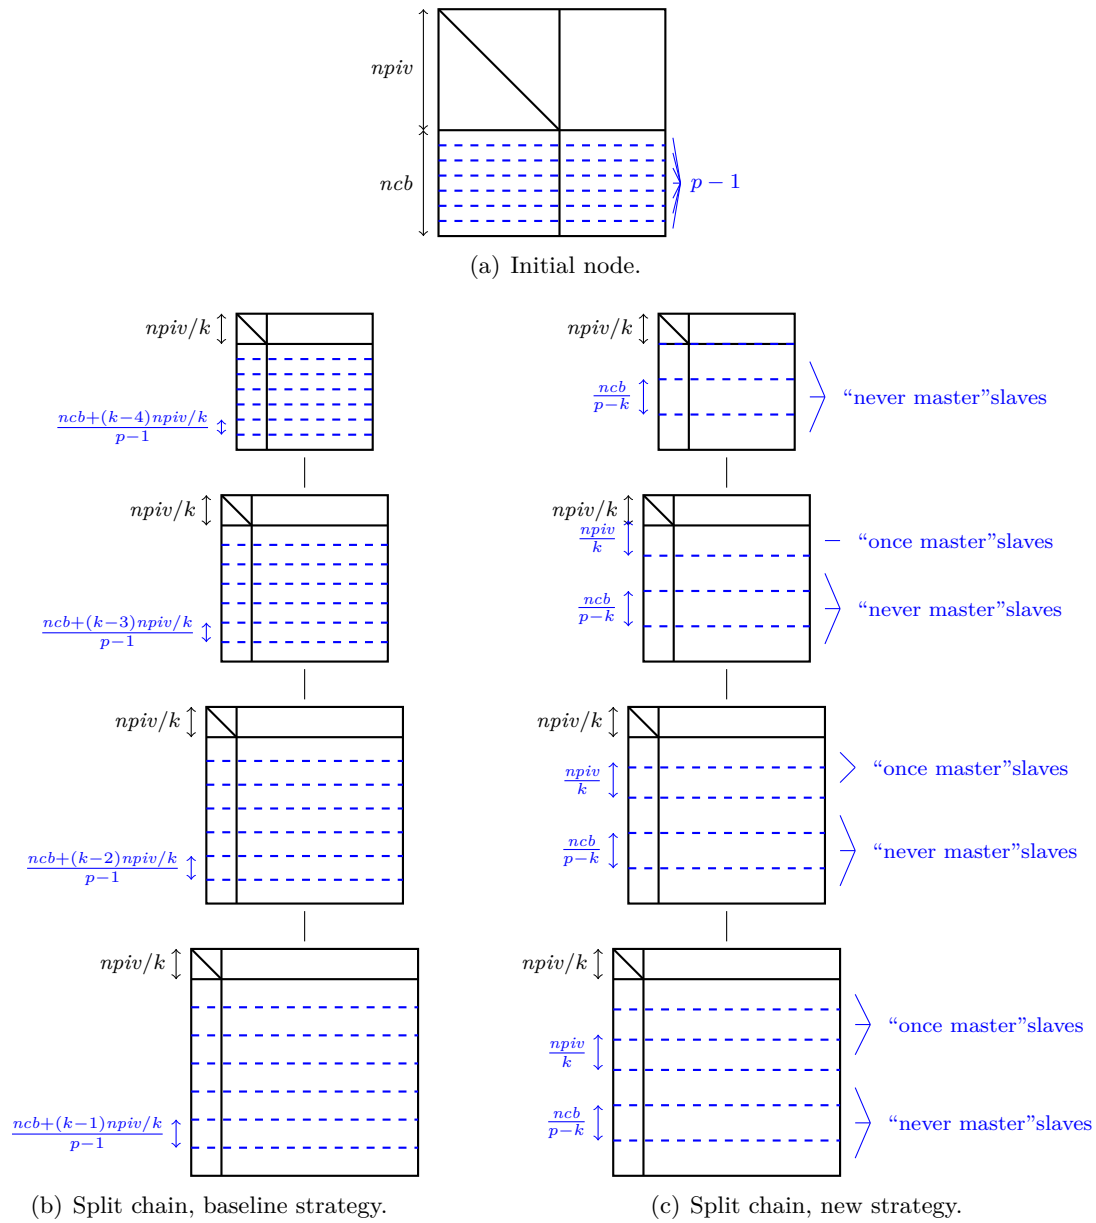 npiv
ncb
p − 1
(a) Initial node.
npiv/k
ncb+(k−4)npiv/k
p−1
npiv/k
ncb+(k−3)npiv/k
p−1
npiv/k
ncb+(k−2)npiv/k
p−1
npiv/k
ncb+(k−1)npiv/k
p−1
(b) Split chain, baseline strategy.
npiv/k
ncb
p−k
“never master”slaves
npiv/k
npiv
k
“once master”slaves
ncb
p−k
“never master”slaves
npiv/k
npiv
k
“once master”slaves
ncb
p−k
“never master”slaves
npiv/k
“once master”slaves
npiv
k
ncb
p−k
“never master”slaves
(c) Split chain, new strategy.